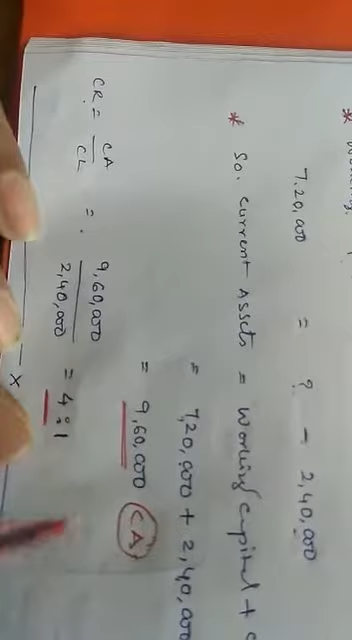 7.20,000 = ? - 2,40,000
* So. Current Assets = Working Capital +
= 7,20,000 + 2,40,000
= 9,60,000 (CA)
CR = CA / CL = 9,60,000 / 2,40,000 = 4:1
x